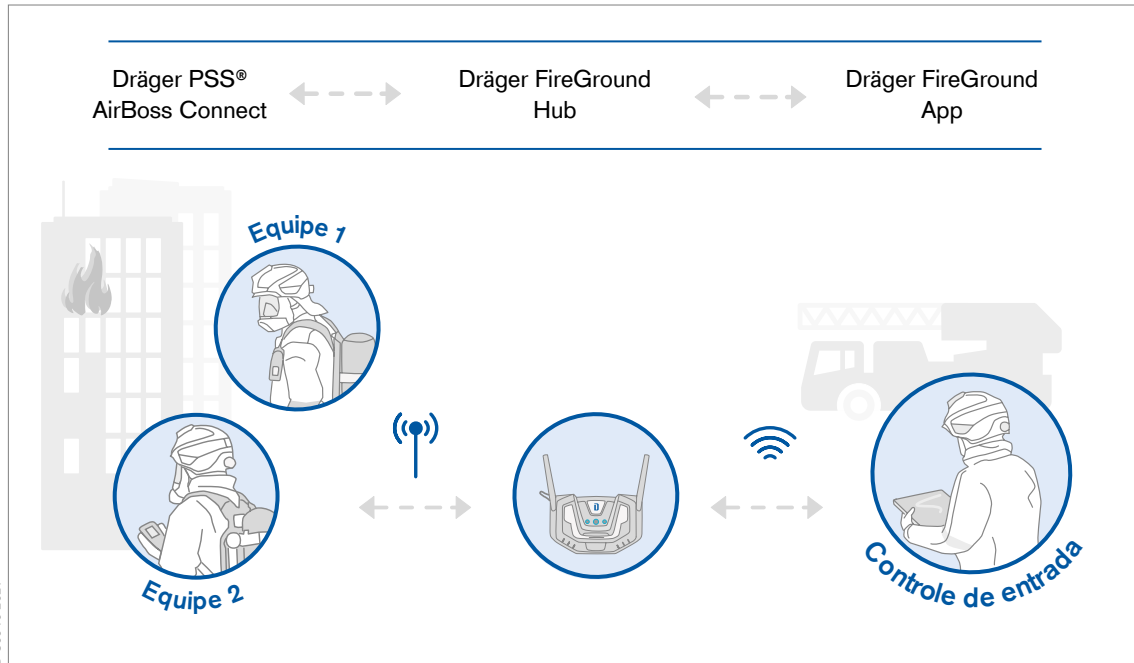 Dräger PSS®
AirBoss Connect
Dräger FireGround
Hub
Dräger FireGround
App
Equipe 1
Equipe 2
Controle de entrada